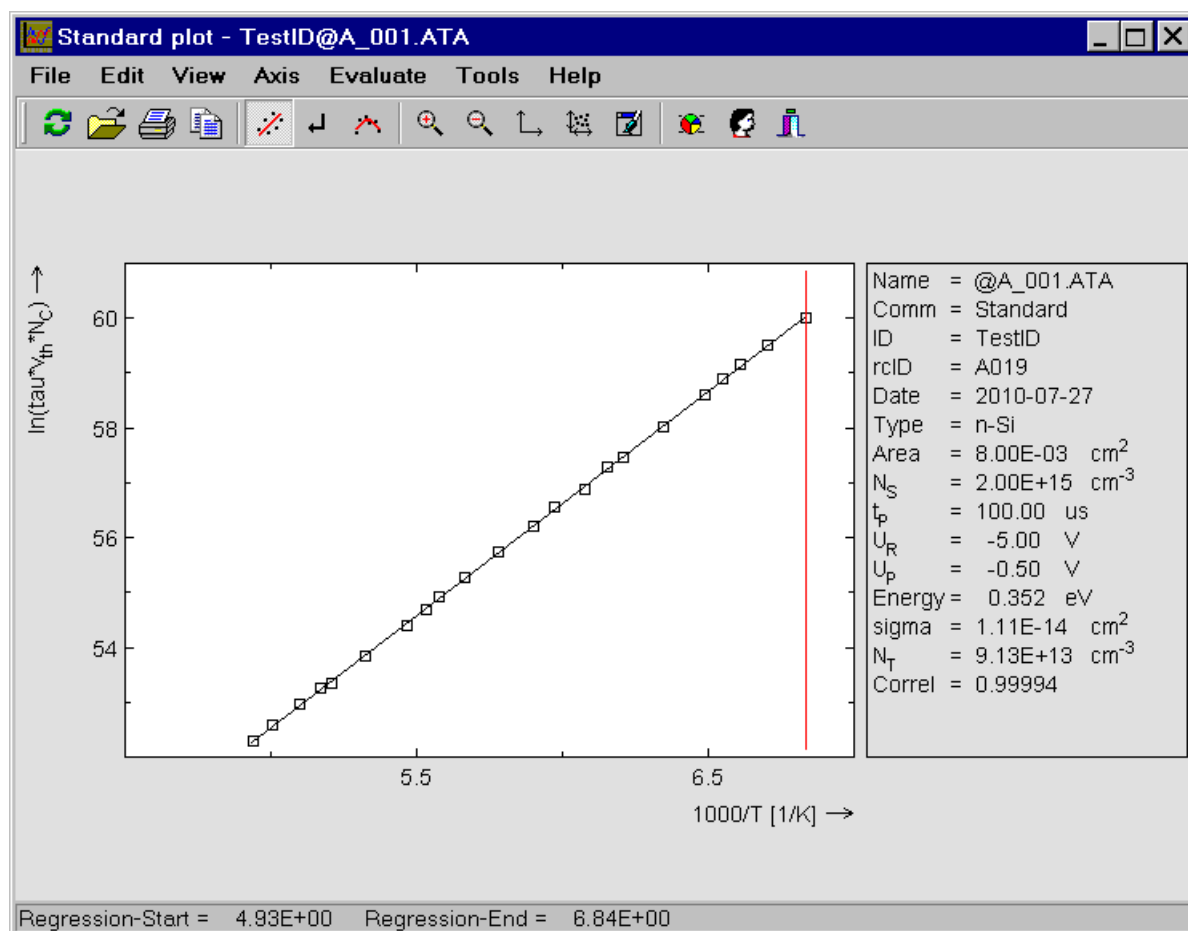 Standard plot - TestID@A_001.ATA
File Edit View Axis Evaluate Tools Help
ln(tau*v_th*N_C) →
60
58
56
54
5.5 6.5
1000/T [1/K] →
Name = @A_001.ATA
Comm = Standard
ID = TestID
rcID = A019
Date = 2010-07-27
Type = n-Si
Area = 8.00E-03 cm²
N_S = 2.00E+15 cm⁻³
t_p = 100.00 us
U_R = -5.00 V
U_p = -0.50 V
Energy = 0.352 eV
sigma = 1.11E-14 cm²
N_T = 9.13E+13 cm⁻³
Correl = 0.99994
Regression-Start = 4.93E+00 Regression-End = 6.84E+00